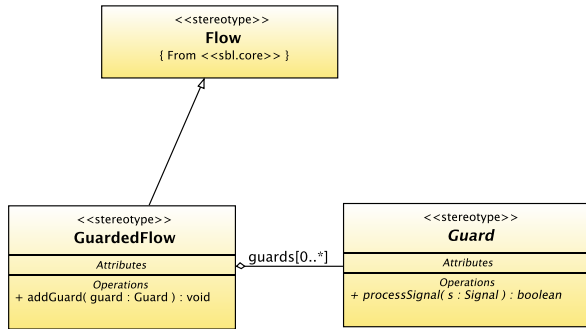 <<stereotype>>
Flow
{ From <<sbl.core>> }
<<stereotype>>
GuardedFlow
Attributes
Operations
+ addGuard( guard : Guard ) : void
guards[0..*]
<<stereotype>>
Guard
Attributes
Operations
+ processSignal( s : Signal ) : boolean